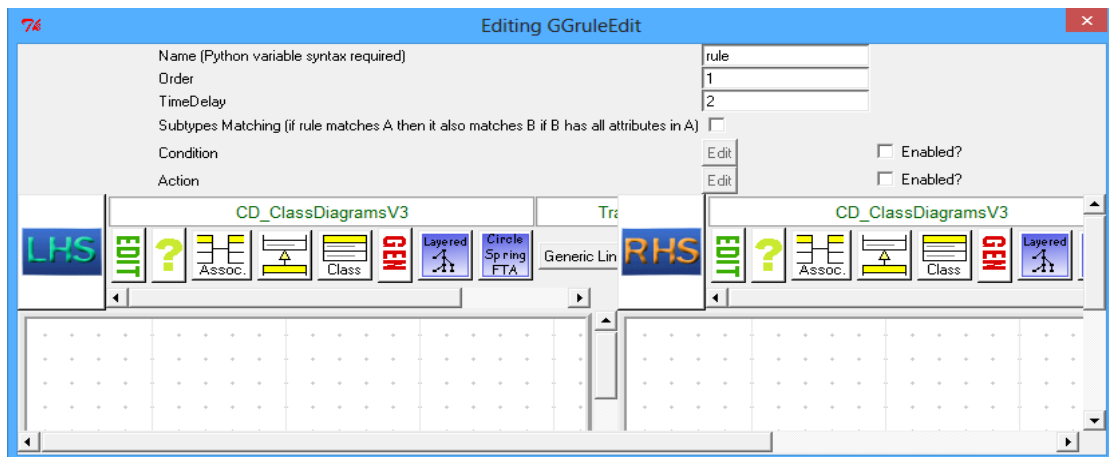 Editing GGruleEdit
Name (Python variable syntax required) rule
Order 1
TimeDelay 2
Subtypes Matching (if rule matches A then it also matches B if B has all attributes in A)
Condition Edit Enabled?
Action Edit Enabled?
CD_ClassDiagramsV3 Tra CD_ClassDiagramsV3
LHS EDIT ? Assoc. Class GEN Layered Circle Spring FTA Generic Lin RHS EDIT ? Assoc. Class GEN Layered